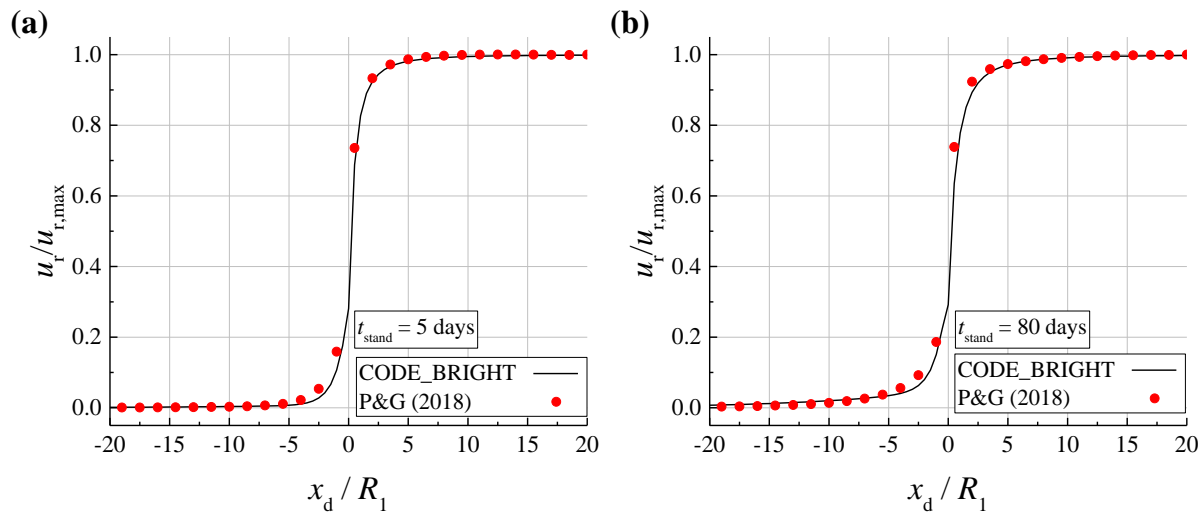 (a)
1.0
0.8
0.6
0.4
0.2
0.0
u_r/u_r,max
t_stand = 5 days
CODE_BRIGHT
P&G (2018)
-20 -15 -10 -5 0 5 10 15 20
x_d / R_1
(b)
1.0
0.8
0.6
0.4
0.2
0.0
u_r/u_r,max
t_stand = 80 days
CODE_BRIGHT
P&G (2018)
-20 -15 -10 -5 0 5 10 15 20
x_d / R_1